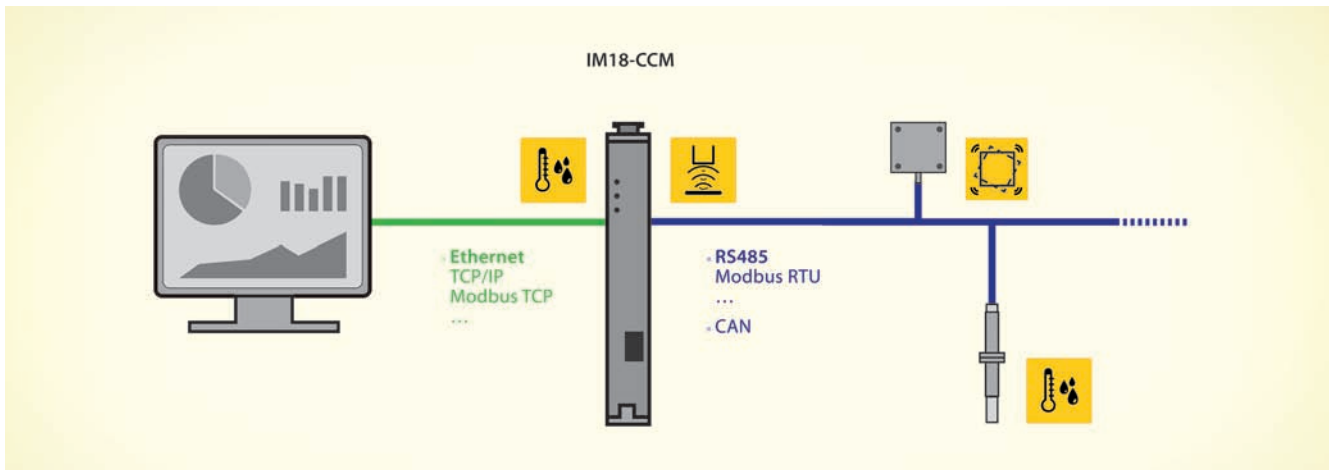 IM18-CCM
Ethernet
TCP/IP
Modbus TCP
...
RS485
Modbus RTU
...
CAN